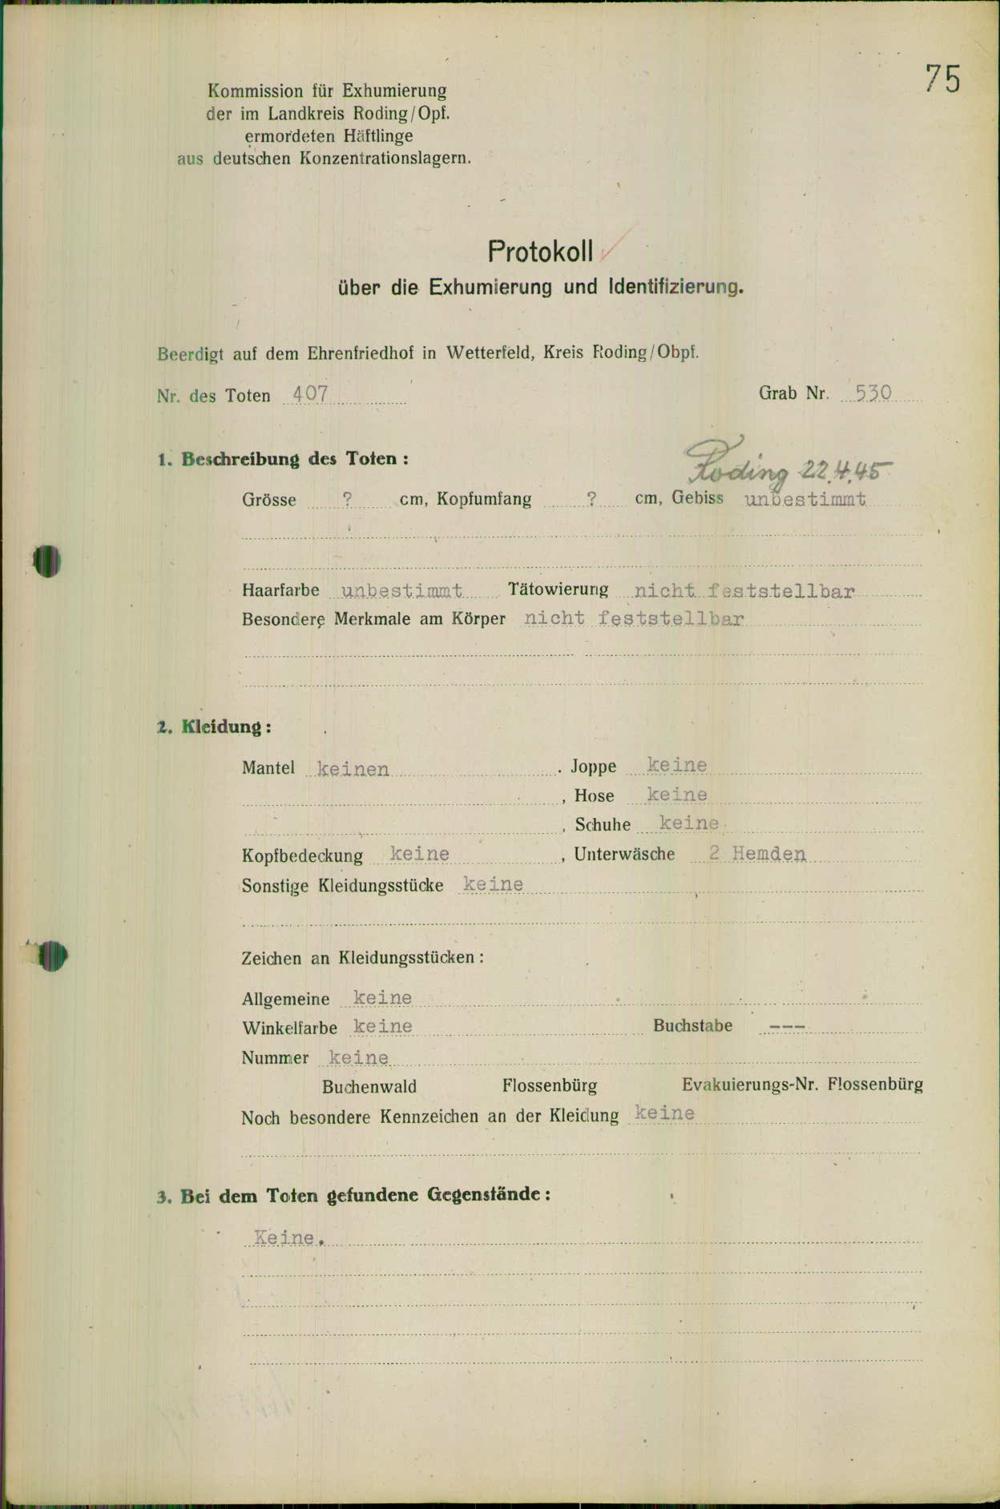 75
Kommission für Exhumierung
der im Landkreis Roding/Opf.
ermordeten Häftlinge
aus deutschen Konzentrationslagern.
Protokoll
über die Exhumierung und Identifizierung.
Beerdigt auf dem Ehrenfriedhof in Wetterfeld, Kreis Roding/Obpf.
Nr. des Toten 407 Grab Nr. 530
1. Beschreibung des Toten:
Roding 22.4.45
Grösse ? cm, Kopfumfang ? cm, Gebiss unbestimmt
Haarfarbe unbestimmt Tätowierung nicht feststellbar
Besondere Merkmale am Körper nicht feststellbar
2. Kleidung:
Mantel keinen . Joppe keine
, Hose keine
, Schuhe keine
Kopfbedeckung keine , Unterwäsche 2 Hemden
Sonstige Kleidungsstücke keine
Zeichen an Kleidungsstücken:
Allgemeine keine
Winkelfarbe keine Buchstabe ---
Nummer keine
Buchenwald Flossenbürg Evakuierungs-Nr. Flossenbürg
Noch besondere Kennzeichen an der Kleidung keine
3. Bei dem Toten gefundene Gegenstände:
Keine.